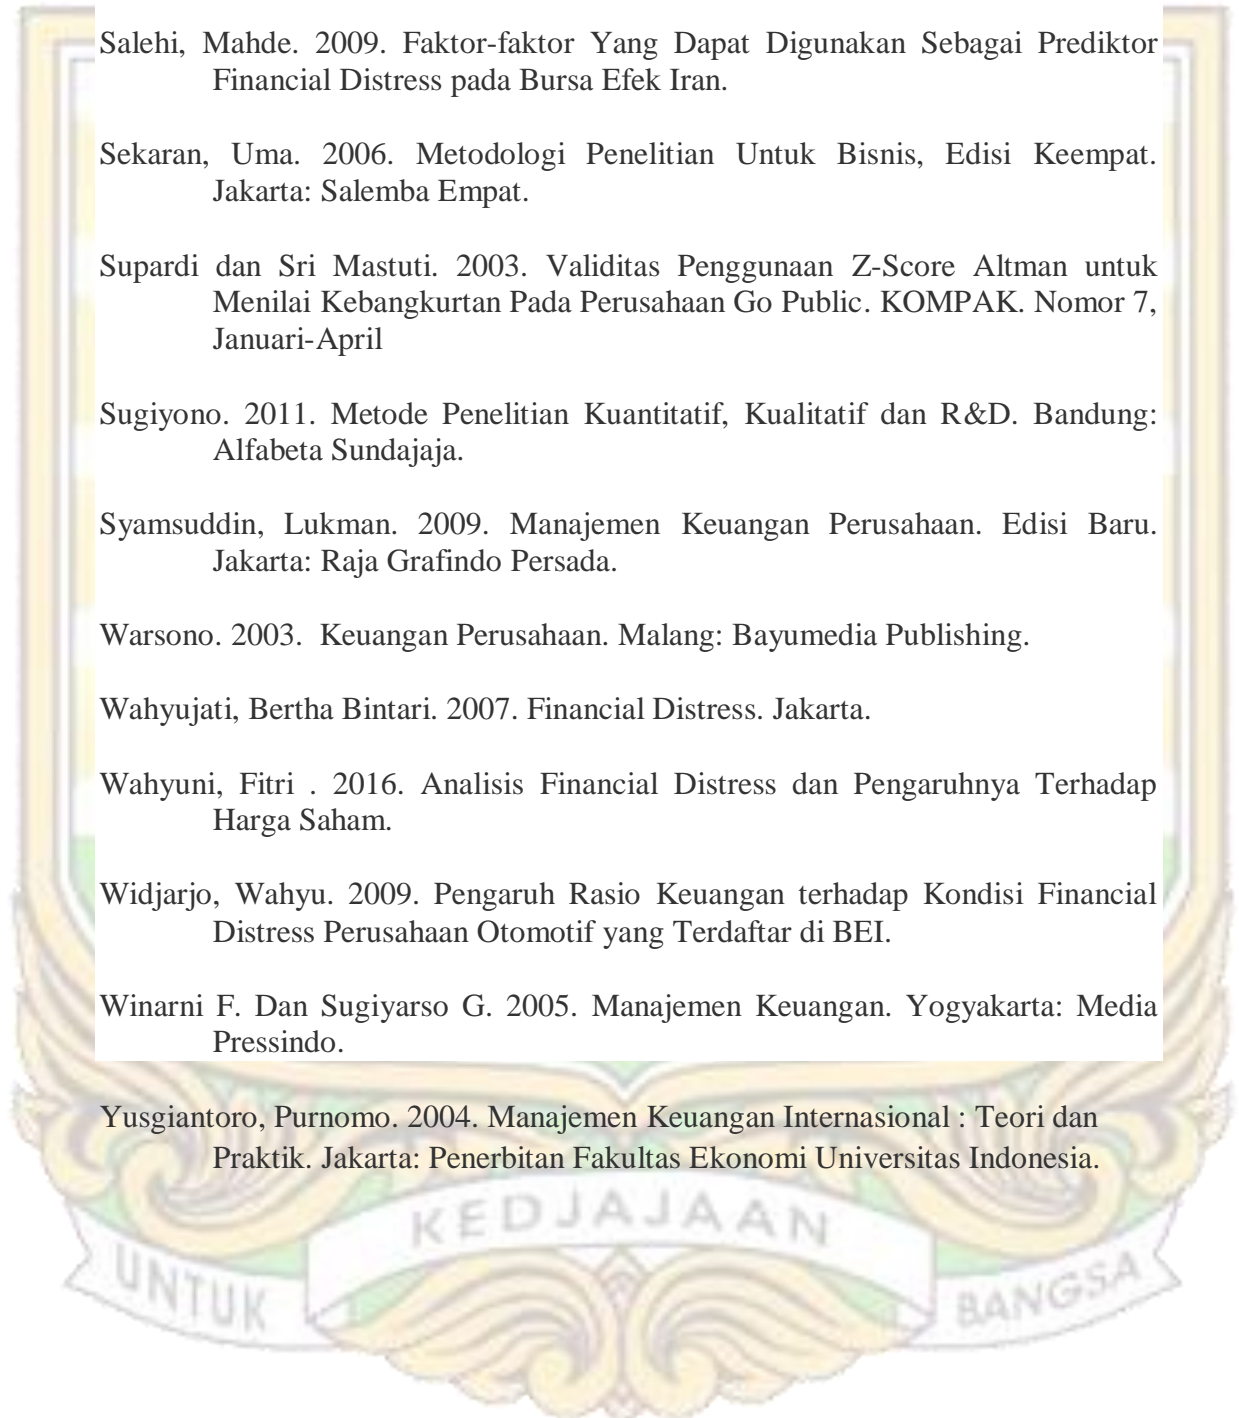 Salehi, Mahde. 2009. Faktor-faktor Yang Dapat Digunakan Sebagai Prediktor
Financial Distress pada Bursa Efek Iran.
Sekaran, Uma. 2006. Metodologi Penelitian Untuk Bisnis, Edisi Keempat.
Jakarta: Salemba Empat.
Supardi dan Sri Mastuti. 2003. Validitas Penggunaan Z-Score Altman untuk
Menilai Kebangkurtan Pada Perusahaan Go Public. KOMPAK. Nomor 7,
Januari-April
Sugiyono. 2011. Metode Penelitian Kuantitatif, Kualitatif dan R&D. Bandung:
Alfabeta Sundajaja.
Syamsuddin, Lukman. 2009. Manajemen Keuangan Perusahaan. Edisi Baru.
Jakarta: Raja Grafindo Persada.
Warsono. 2003. Keuangan Perusahaan. Malang: Bayumedia Publishing.
Wahyujati, Bertha Bintari. 2007. Financial Distress. Jakarta.
Wahyuni, Fitri . 2016. Analisis Financial Distress dan Pengaruhnya Terhadap
Harga Saham.
Widjarjo, Wahyu. 2009. Pengaruh Rasio Keuangan terhadap Kondisi Financial
Distress Perusahaan Otomotif yang Terdaftar di BEI.
Winarni F. Dan Sugiyarso G. 2005. Manajemen Keuangan. Yogyakarta: Media
Pressindo.
Yusgiantoro, Purnomo. 2004. Manajemen Keuangan Internasional : Teori dan
Praktik. Jakarta: Penerbitan Fakultas Ekonomi Universitas Indonesia.
UNTUK KEDJAJAAN BANGSA